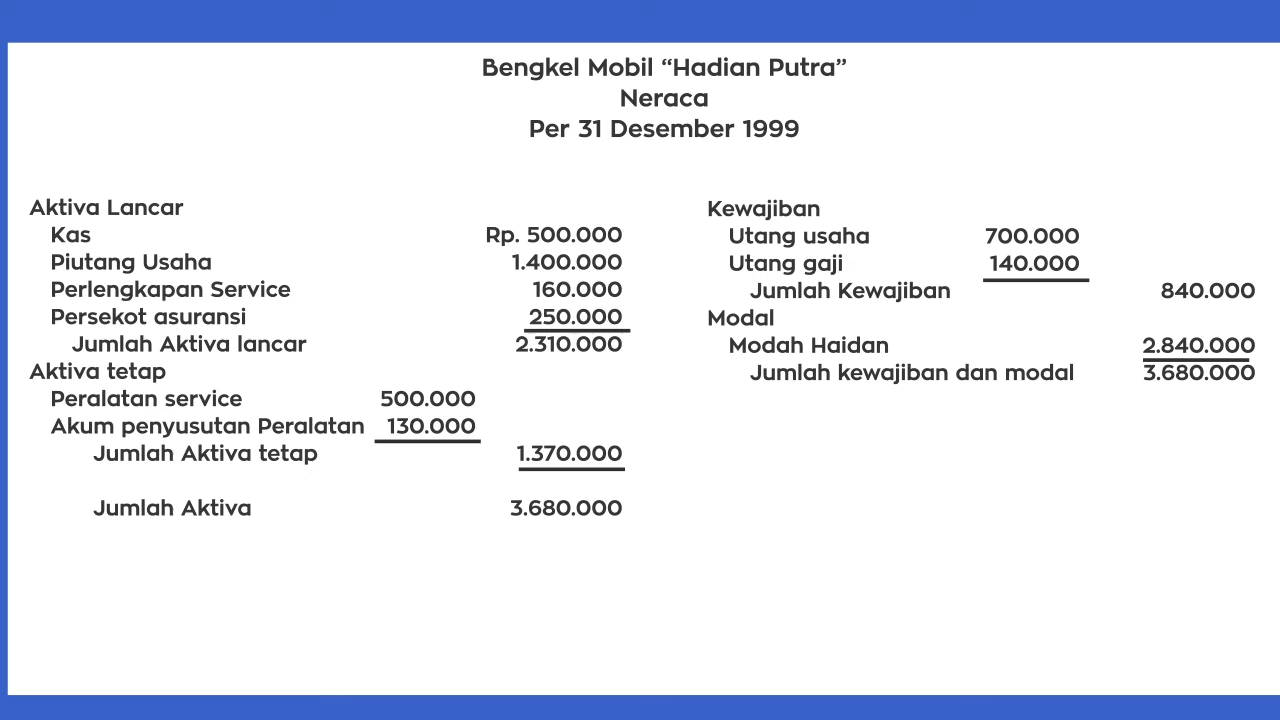 Bengkel Mobil “Hadian Putra”
Neraca
Per 31 Desember 1999
Aktiva Lancar
Kas Rp. 500.000
Piutang Usaha 1.400.000
Perlengkapan Service 160.000
Persekot asuransi 250.000
Jumlah Aktiva lancar 2.310.000
Aktiva tetap
Peralatan service 500.000
Akum penyusutan Peralatan 130.000
Jumlah Aktiva tetap 1.370.000
Jumlah Aktiva 3.680.000
Kewajiban
Utang usaha 700.000
Utang gaji 140.000
Jumlah Kewajiban 840.000
Modal
Modah Haidan 2.840.000
Jumlah kewajiban dan modal 3.680.000